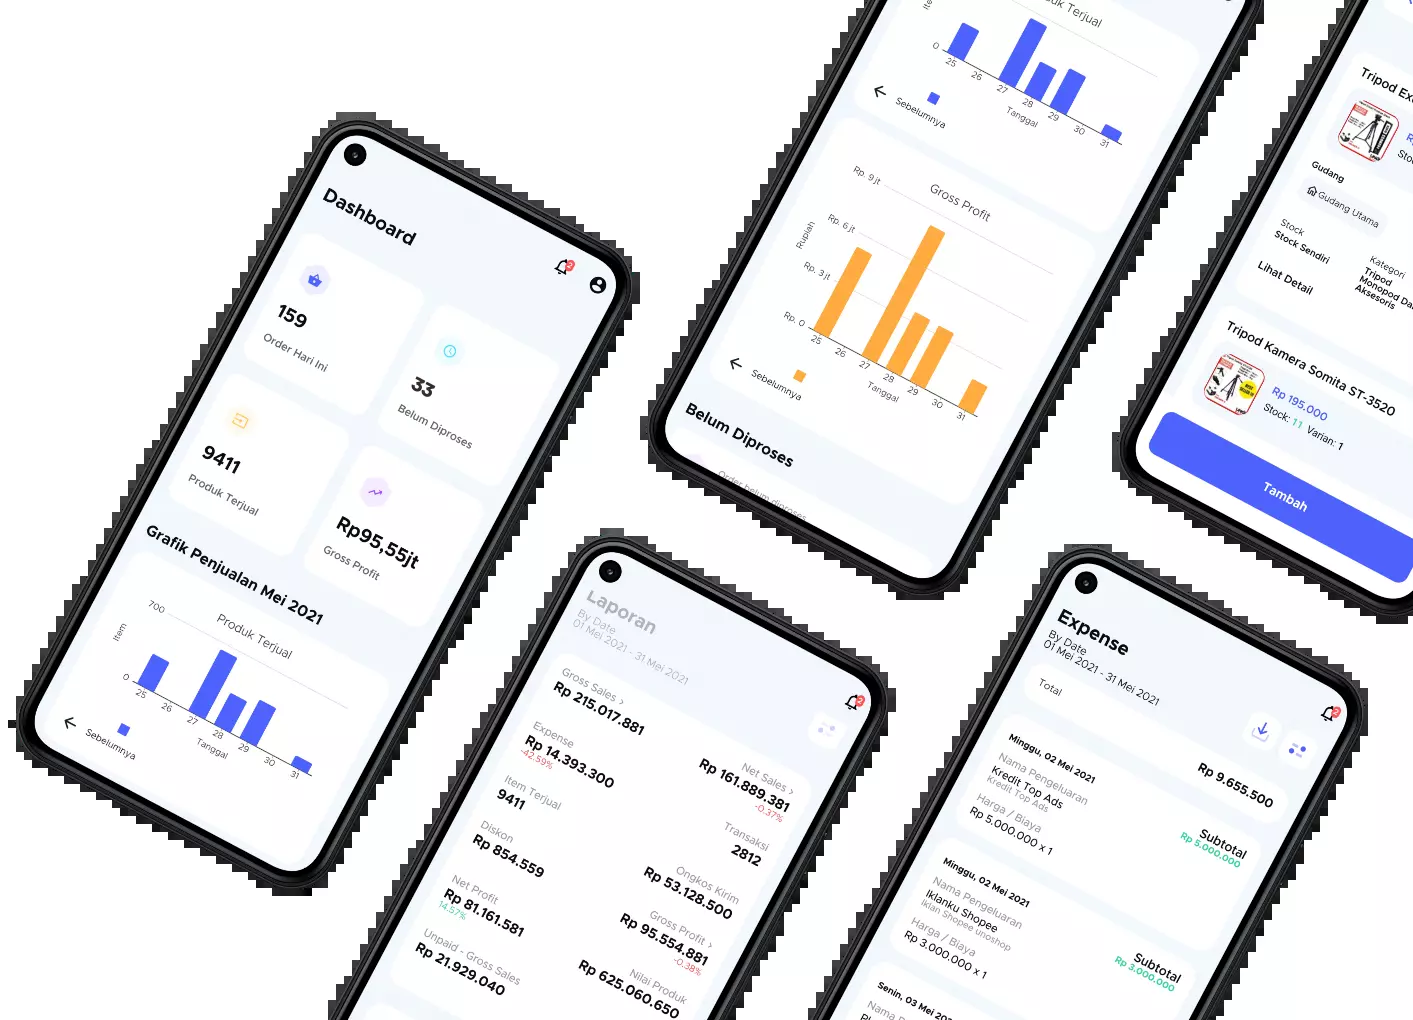 Dashboard
2
159
Order Hari Ini
33
Belum Diproses
9411
Produk Terjual
Rp95,55jt
Gross Profit
Grafik Penjualan Mei 2021
Produk Terjual
700
Item
0
25
26
27
28
29
30
31
Tanggal
Sebelumnya
Terjual
0
25
26
27
28
29
30
31
Tanggal
Sebelumnya
Gross Profit
Rp. 9 jt
Rp. 6 jt
Rp. 3 jt
Rp. 0
Rupiah
25
26
27
28
29
30
31
Tanggal
Sebelumnya
Belum Diproses
Order belum diproses
Tripod
Gudang
Gudang Utama
Stock
Stock Sendiri
Kategori
Tripod
Monopod
Aksesoris
Lihat Detail
Tripod Kamera Somita ST-3520
Rp 195.000
Stock: 11 Varian: 1
Tambah
Laporan
By Date
01 Mei 2021 - 31 Mei 2021
2
Gross Sales >
Rp 215.017.881
Net Sales >
Rp 161.889.381
-0.37%
Expense
Rp 14.393.300
-42.59%
Transaksi
2812
Item Terjual
9411
Ongkos Kirim
Rp 53.128.500
Diskon
Rp 854.559
Gross Profit >
Rp 95.554.881
-0.38%
Net Profit
Rp 81.161.581
14.57%
Nilai Produk
Rp 625.060.650
Unpaid - Gross Sales
Rp 21.929.040
Expense
By Date
01 Mei 2021 - 31 Mei 2021
2
Total
Rp 9.655.500
Minggu, 02 Mei 2021
Nama Pengeluaran
Kredit Top Ads
Kredit Top Ads
Harga / Biaya
Rp 5.000.000 x 1
Subtotal
Rp 5.000.000
Minggu, 02 Mei 2021
Nama Pengeluaran
Iklanku Shopee
Iklan Shopee unoshop
Harga / Biaya
Rp 3.000.000 x 1
Subtotal
Rp 3.000.000
Senin, 03 Mei
Nama